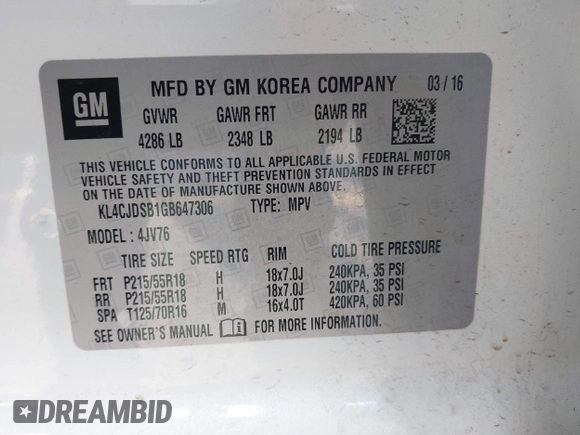 GM
MFD BY GM KOREA COMPANY 03/16
GVWR GAWR FRT GAWR RR
4286 LB 2348 LB 2194 LB
THIS VEHICLE CONFORMS TO ALL APPLICABLE U.S. FEDERAL MOTOR
VEHICLE SAFETY AND THEFT PREVENTION STANDARDS IN EFFECT
ON THE DATE OF MANUFACTURE SHOWN ABOVE.
KL4CJDSB1GB647306 TYPE: MPV
MODEL: 4JV76
TIRE SIZE SPEED RTG RIM COLD TIRE PRESSURE
FRT P215/55R18 H 18x7.0J 240KPA, 35 PSI
RR P215/55R18 H 18x7.0J 240KPA, 35 PSI
SPA T125/70R16 M 16x4.0T 420KPA, 60 PSI
SEE OWNER'S MANUAL FOR MORE INFORMATION
DREAMBID